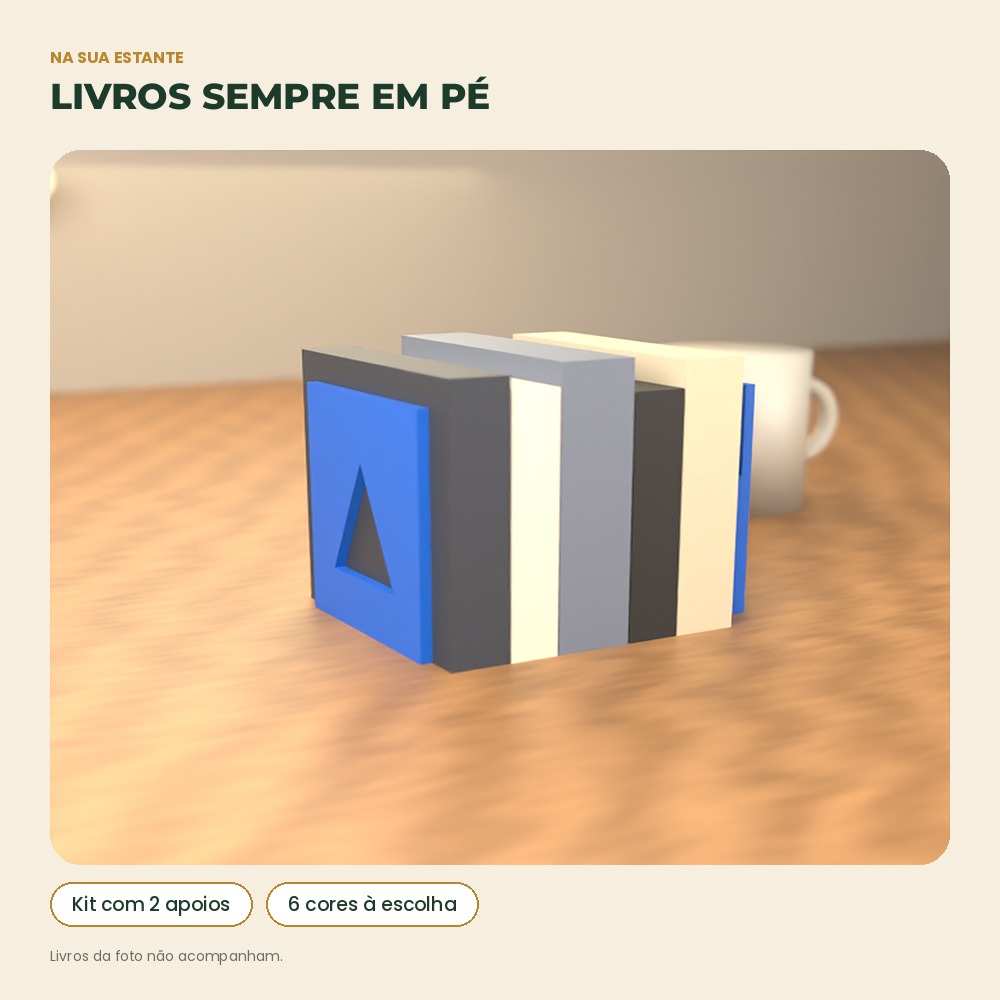 NA SUA ESTANTE
LIVROS SEMPRE EM PÉ
Kit com 2 apoios
6 cores à escolha
Livros da foto não acompanham.